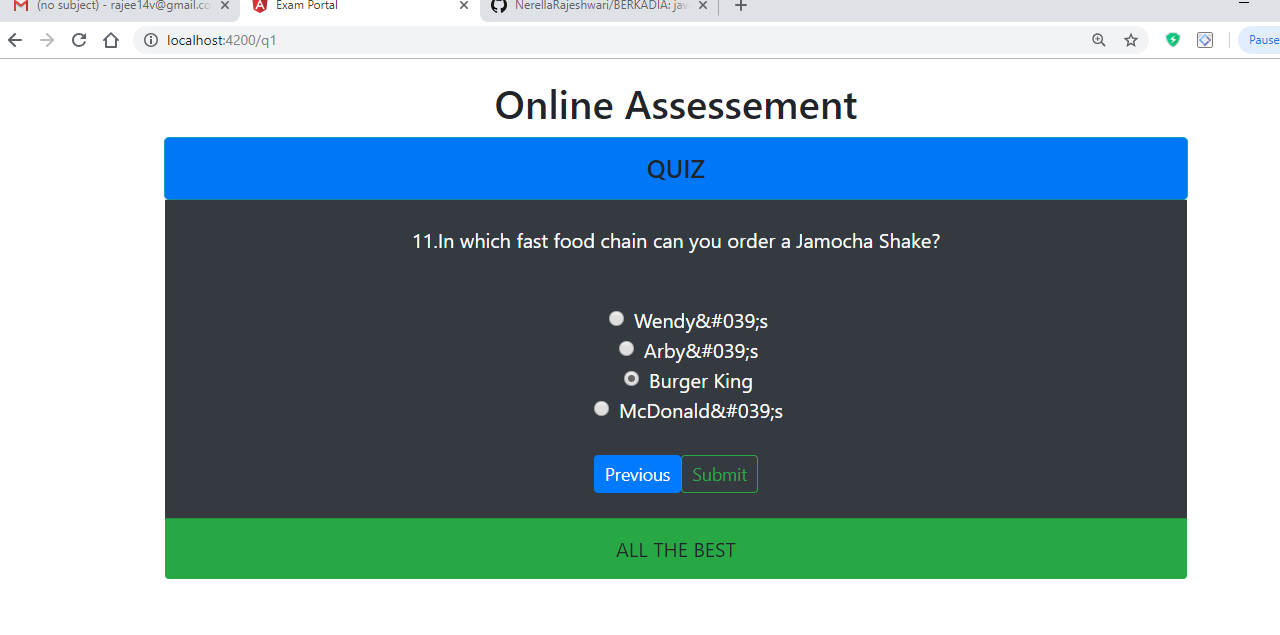 (no subject) - rajee14v@gmail.co
Exam Portal
NerellaRajeshwari/BERKADIA: jav
localhost:4200/q1
Pause
Online Assessement
QUIZ
11.In which fast food chain can you order a Jamocha Shake?
Wendy&#039;s
Arby&#039;s
Burger King
McDonald&#039;s
Previous Submit
ALL THE BEST